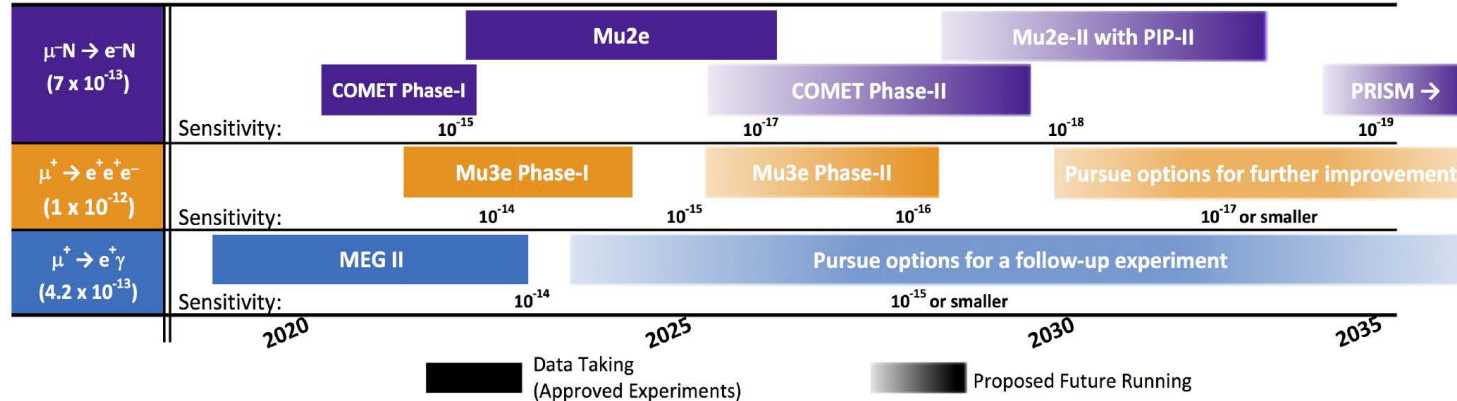 μ⁻N → e⁻N
(7 x 10⁻¹³)
Mu2e
Mu2e-II with PIP-II
COMET Phase-I
COMET Phase-II
PRISM →
Sensitivity:
10⁻¹⁵
10⁻¹⁷
10⁻¹⁸
10⁻¹⁹
μ⁺ → e⁺e⁺e⁻
(1 x 10⁻¹²)
Mu3e Phase-I
Mu3e Phase-II
Pursue options for further improvement
Sensitivity:
10⁻¹⁴
10⁻¹⁵
10⁻¹⁶
10⁻¹⁷ or smaller
μ⁺ → e⁺γ
(4.2 x 10⁻¹³)
MEG II
Pursue options for a follow-up experiment
Sensitivity:
10⁻¹⁴
10⁻¹⁵ or smaller
2020
2025
2030
2035
Data Taking
(Approved Experiments)
Proposed Future Running